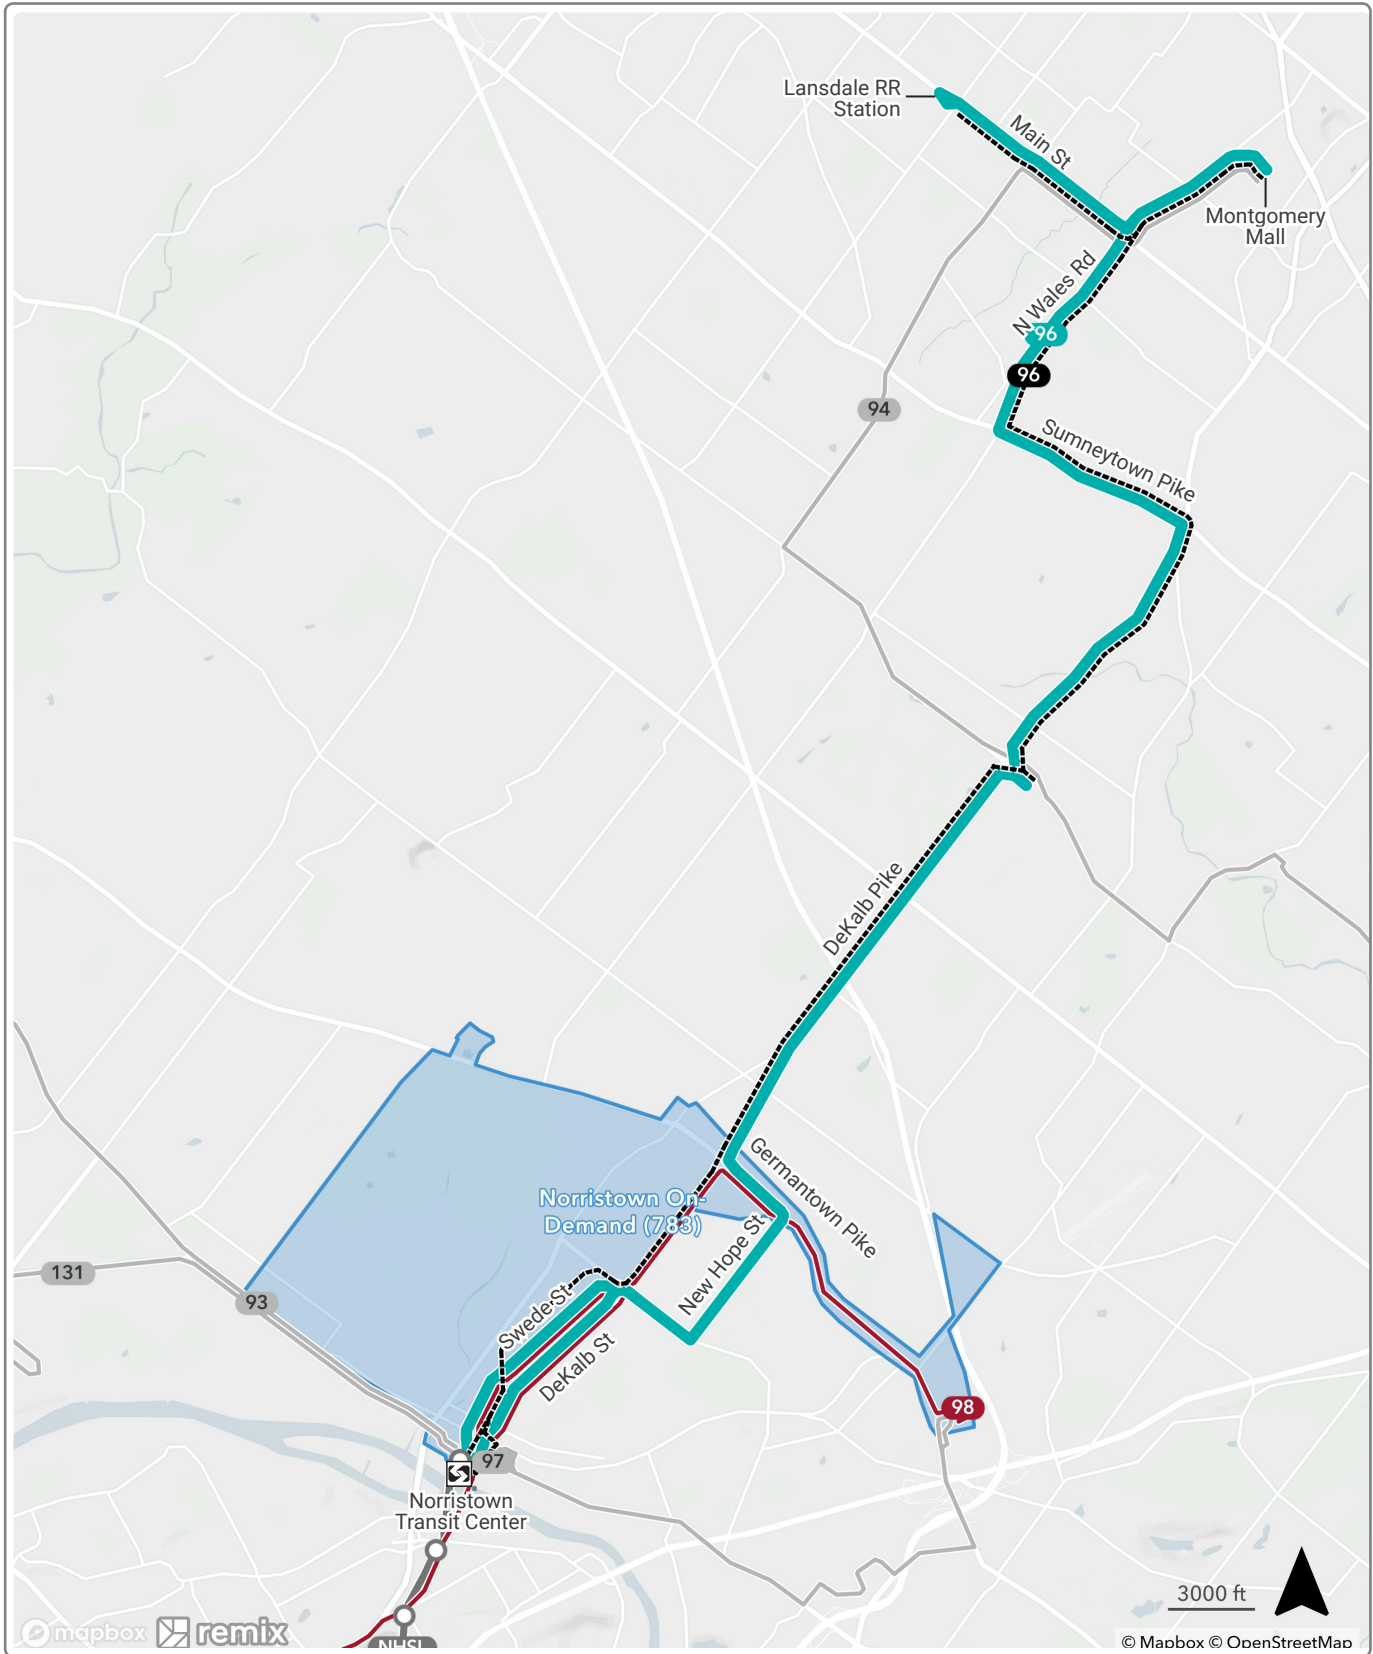 Lansdale RR
Station
Main St
Montgomery
Mall
N Wales Rd
96
96
94
Sumneytown Pike
DeKalb Pike
Germantown Pike
Norristown On-
Demand (783)
New Hope St
131
93
Swede St
DeKalb St
98
97
Norristown
Transit Center
3000 ft
mapbox
remix
NHSL
© Mapbox © OpenStreetMap